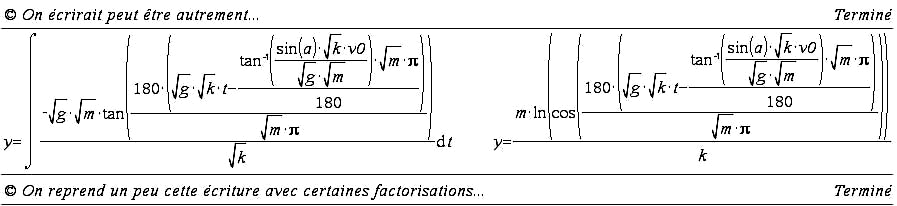 © On écrirait peut être autrement... Terminé
y=∫(-√g·√m·tan((180·(√g·√k·t-(tan⁻¹((sin(a)·√k·v0)/(√g·√m))·√m·π)/180))/(√m·π)))/√k dt y=(m·ln(cos((180·(√g·√k·t-(tan⁻¹((sin(a)·√k·v0)/(√g·√m))·√m·π)/180))/(√m·π))))/k
© On reprend un peu cette écriture avec certaines factorisations... Terminé